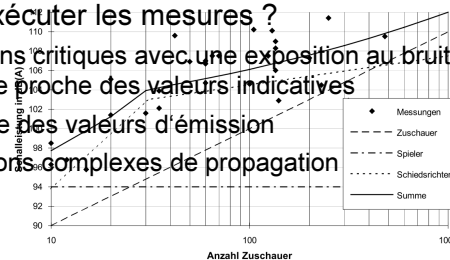 xécuter les mesures ?
ns critiques avec une exposition au bruit
e proche des valeurs indicatives
e des valeurs d'émission
ons complexes de propagation
112
110
108
106
104
102
100
98
96
94
92
90
10
100
100
Anzahl Zuschauer
Messungen
Zuschauer
Spieler
Schiedsrichter
Summe